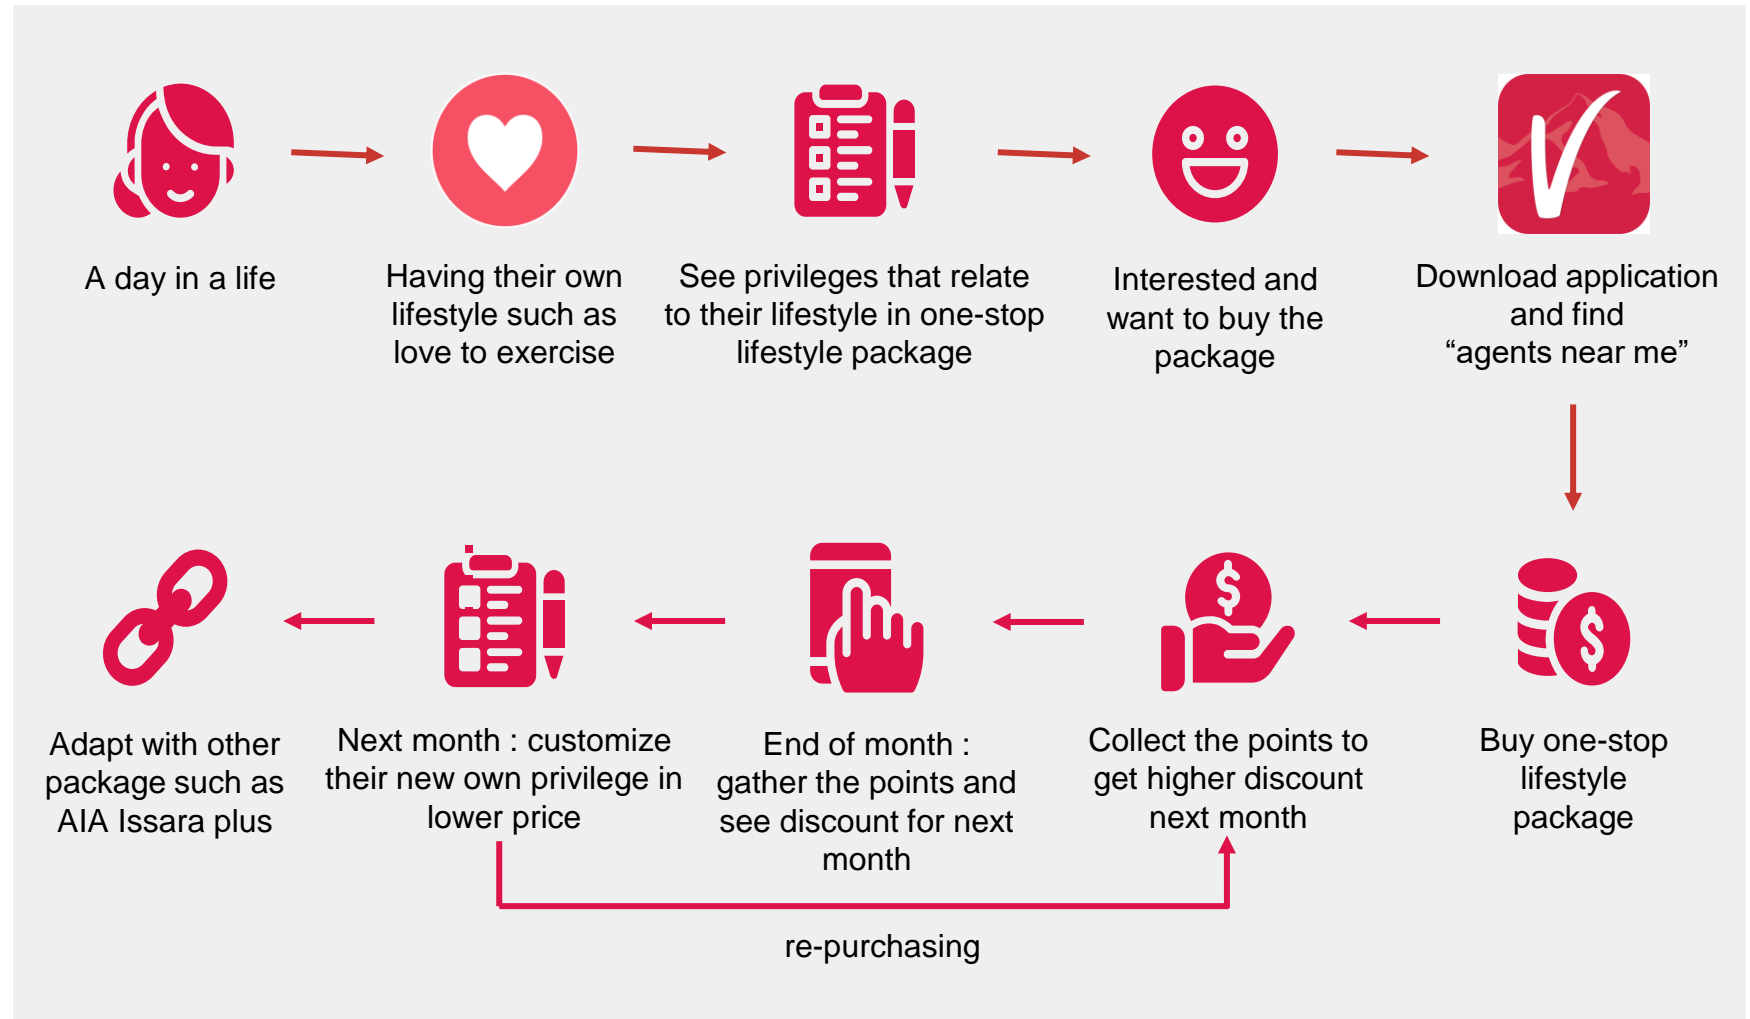 A day in a life
Having their own
lifestyle such as
love to exercise
See privileges that relate
to their lifestyle in one-stop
lifestyle package
Interested and
want to buy the
package
Download application
and find
“agents near me”
Adapt with other
package such as
AIA Issara plus
Next month : customize
their new own privilege in
lower price
End of month :
gather the points and
see discount for next
month
Collect the points to
get higher discount
next month
Buy one-stop
lifestyle
package
re-purchasing